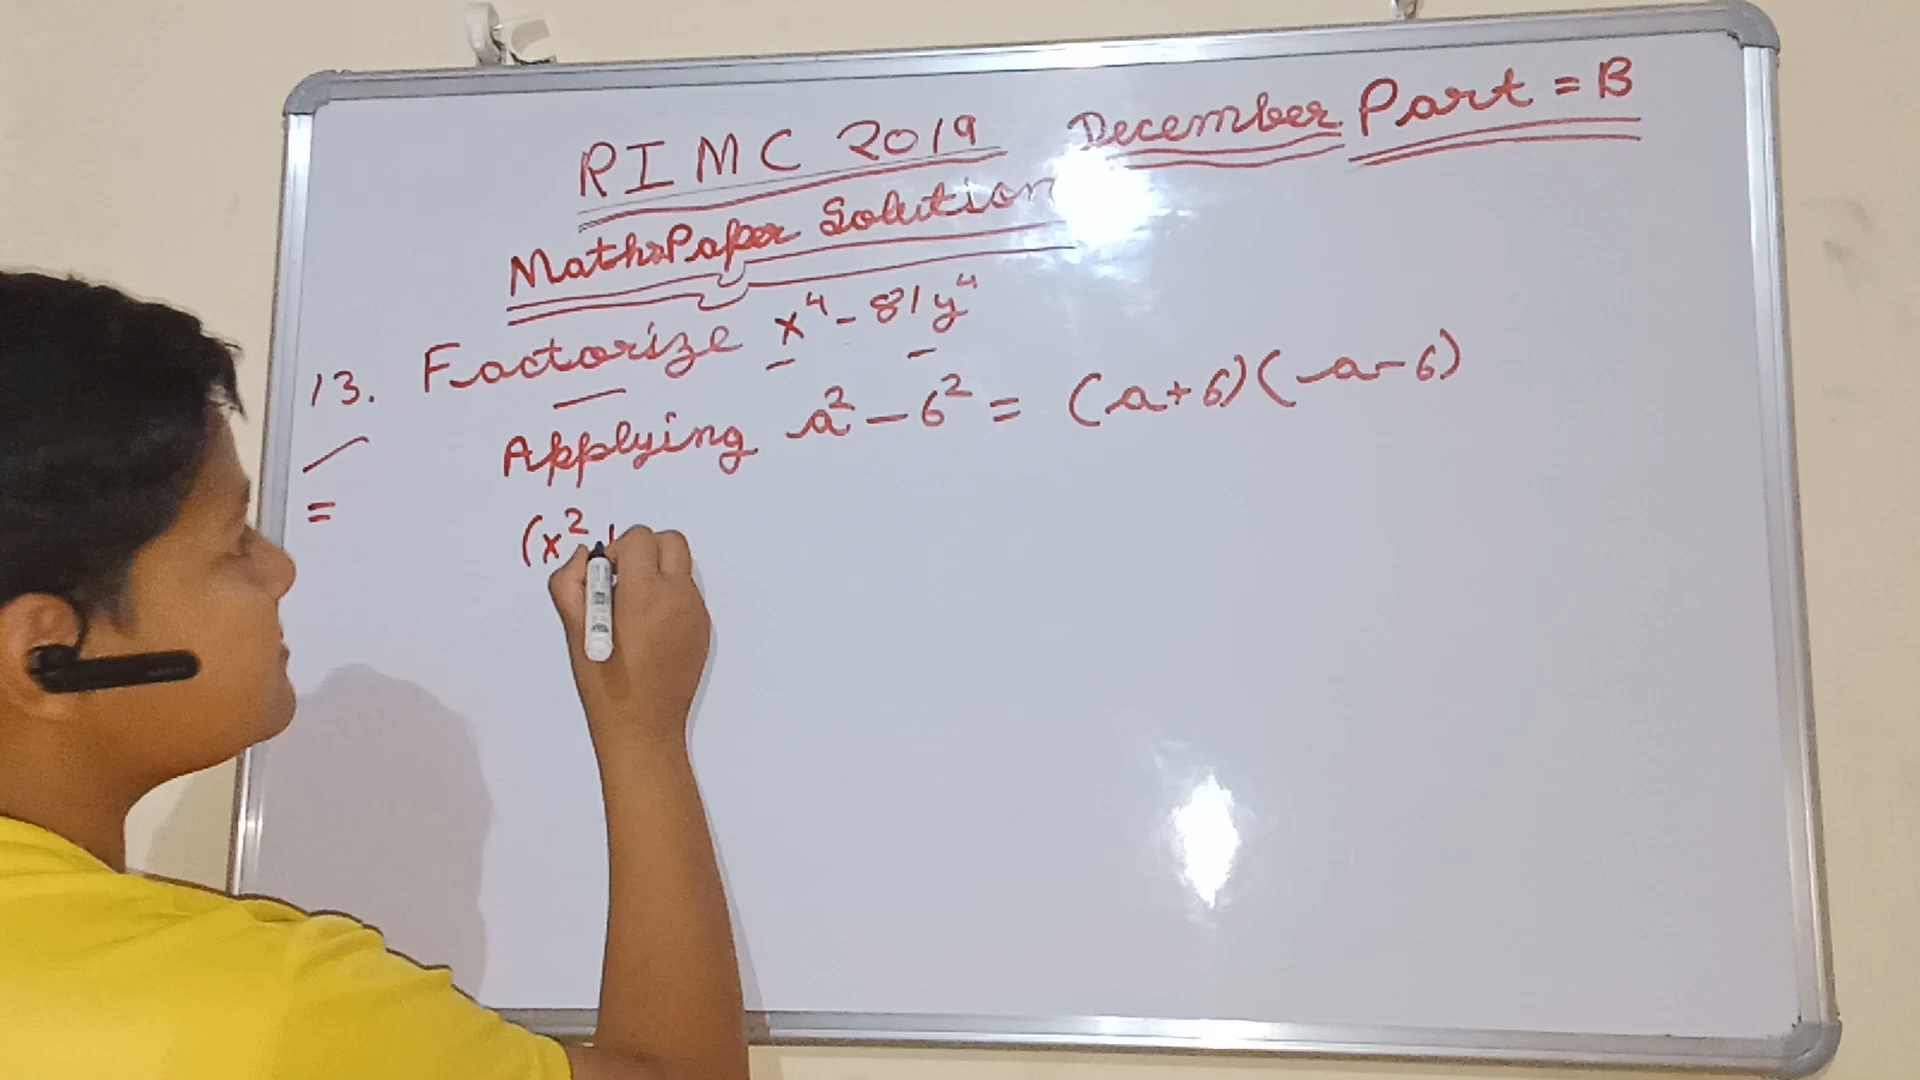 RIMC 2019 December Part = B
Maths Paper Solution
13. Factorize x⁴ - 81y⁴
Applying a² - b² = (a+b)(a-b)
=
(x²